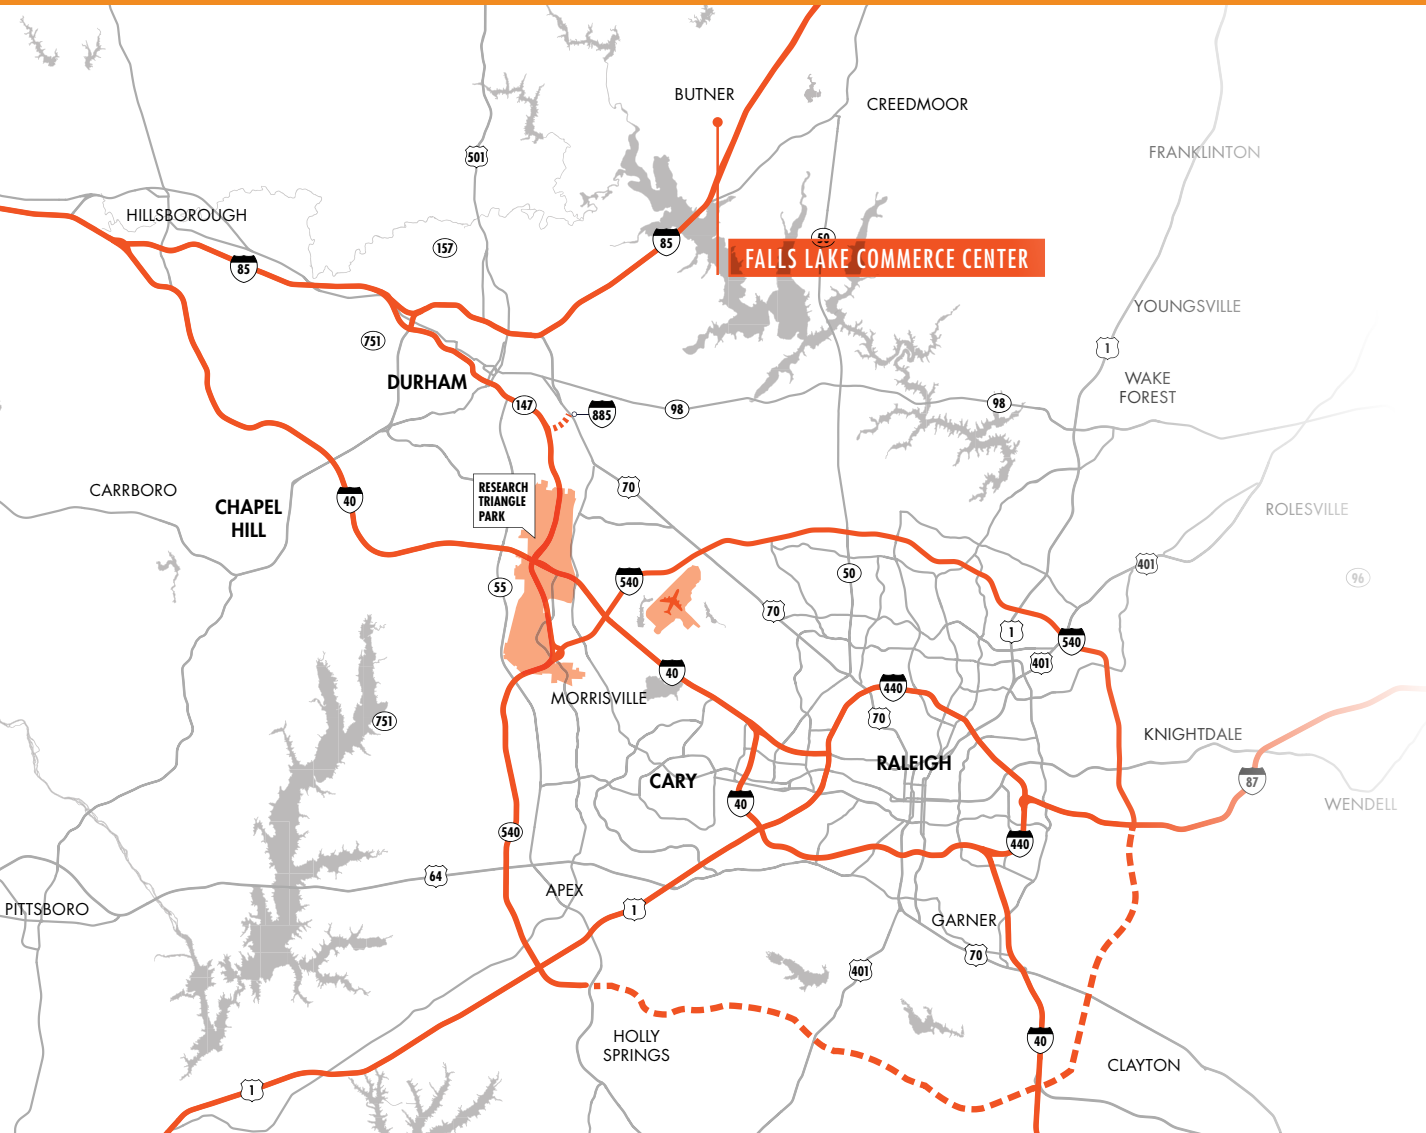 BUTNER
CREEDMOOR
FRANKLINTON
501
HILLSBOROUGH
157
85
85
50
FALLS LAKE COMMERCE CENTER
YOUNGSVILLE
751
1
DURHAM
WAKE
FOREST
147
885
98
98
RESEARCH
TRIANGLE
PARK
70
CARRBORO
CHAPEL
HILL
40
ROLESVILLE
401
96
55
540
50
70
1
540
401
40
MORRISVILLE
440
70
751
KNIGHTDALE
CARY
RALEIGH
87
40
WENDELL
540
440
64
APEX
PITTSBORO
1
GARNER
70
401
HOLLY
SPRINGS
40
CLAYTON
1